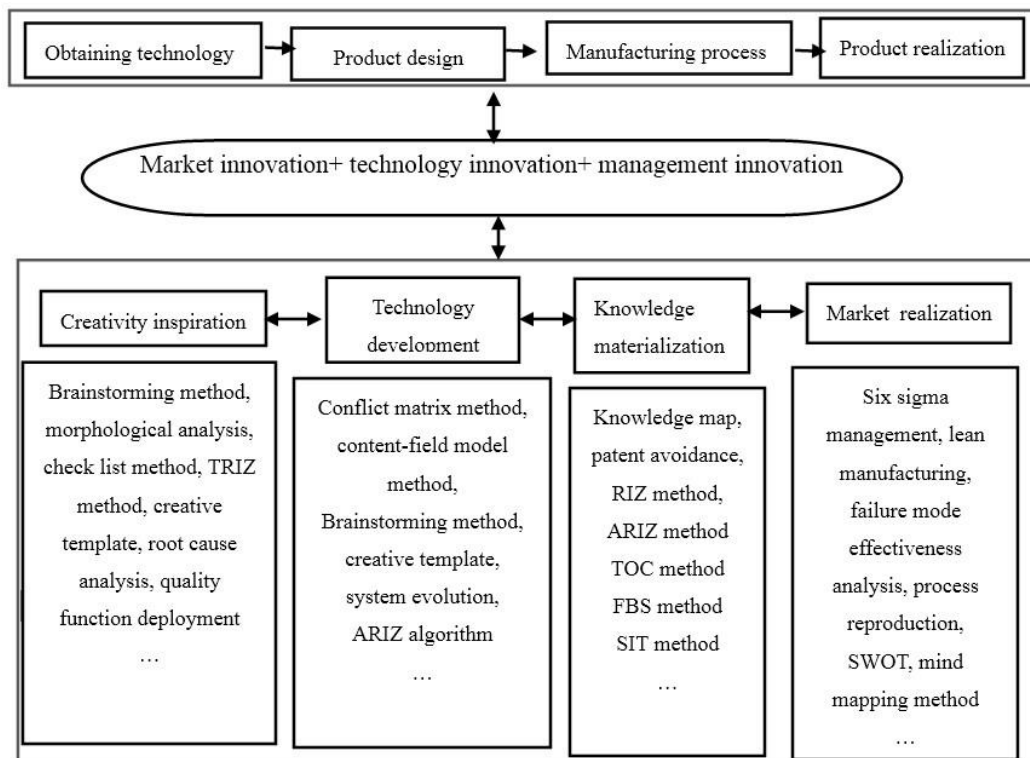 Obtaining technology
Product design
Manufacturing process
Product realization
Market innovation+ technology innovation+ management innovation
Creativity inspiration
Technology
development
Knowledge
materialization
Market realization
Brainstorming method,
morphological analysis,
check list method, TRIZ
method, creative
template, root cause
analysis, quality
function deployment
…
Conflict matrix method,
content-field model
method,
Brainstorming method,
creative template,
system evolution,
ARIZ algorithm
…
Knowledge map,
patent avoidance,
RIZ method,
ARIZ method
TOC method
FBS method
SIT method
…
Six sigma
management, lean
manufacturing,
failure mode
effectiveness
analysis, process
reproduction,
SWOT, mind
mapping method
…